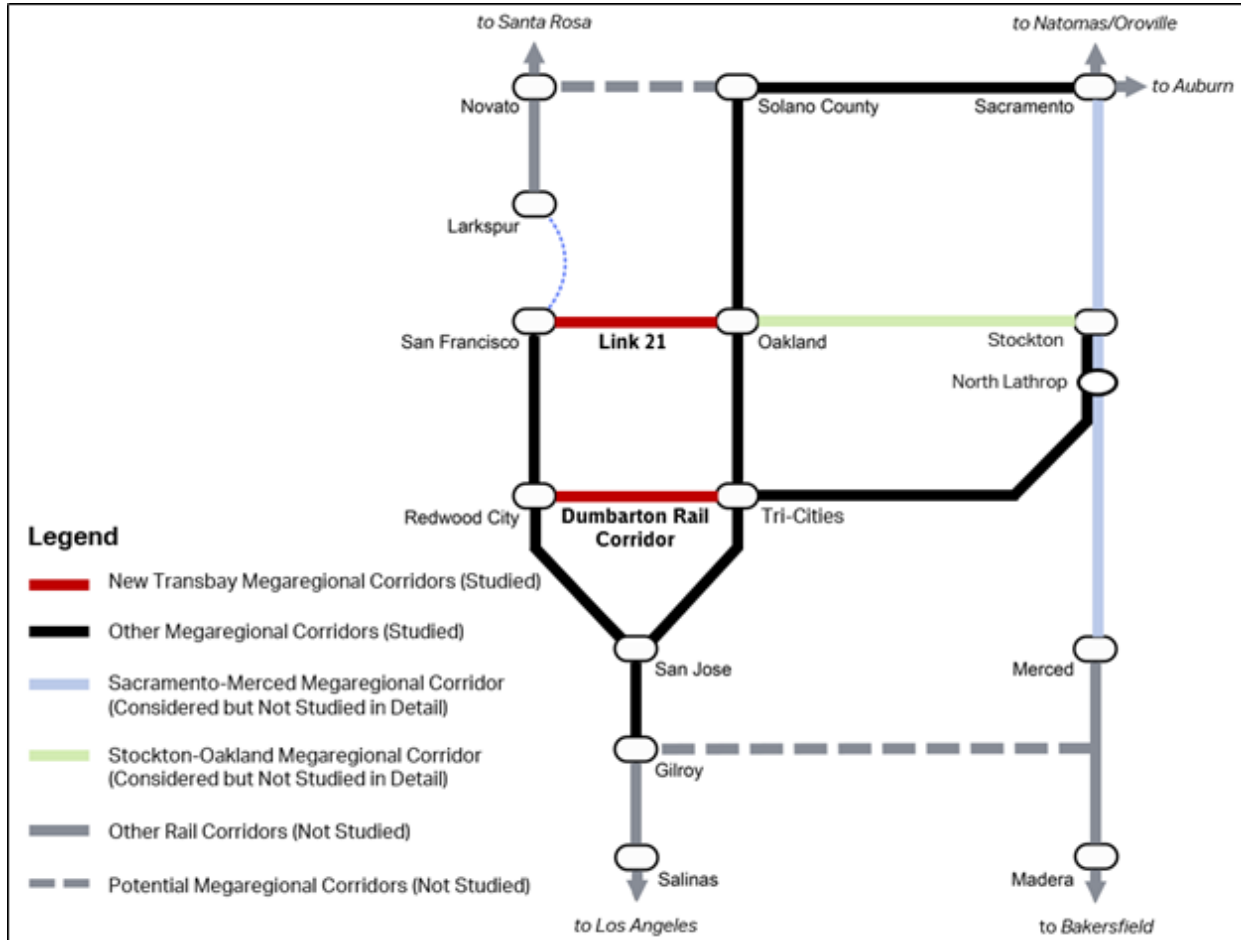 to Santa Rosa
to Natomas/Oroville
to Auburn
Novato
Solano County
Sacramento
Larkspur
San Francisco
Link 21
Oakland
Stockton
North Lathrop
Redwood City
Dumbarton Rail
Corridor
Tri-Cities
Legend
New Transbay Megaregional Corridors (Studied)
Other Megaregional Corridors (Studied)
Sacramento-Merced Megaregional Corridor
(Considered but Not Studied in Detail)
Stockton-Oakland Megaregional Corridor
(Considered but Not Studied in Detail)
Other Rail Corridors (Not Studied)
Potential Megaregional Corridors (Not Studied)
San Jose
Merced
Gilroy
Salinas
Madera
to Los Angeles
to Bakersfield